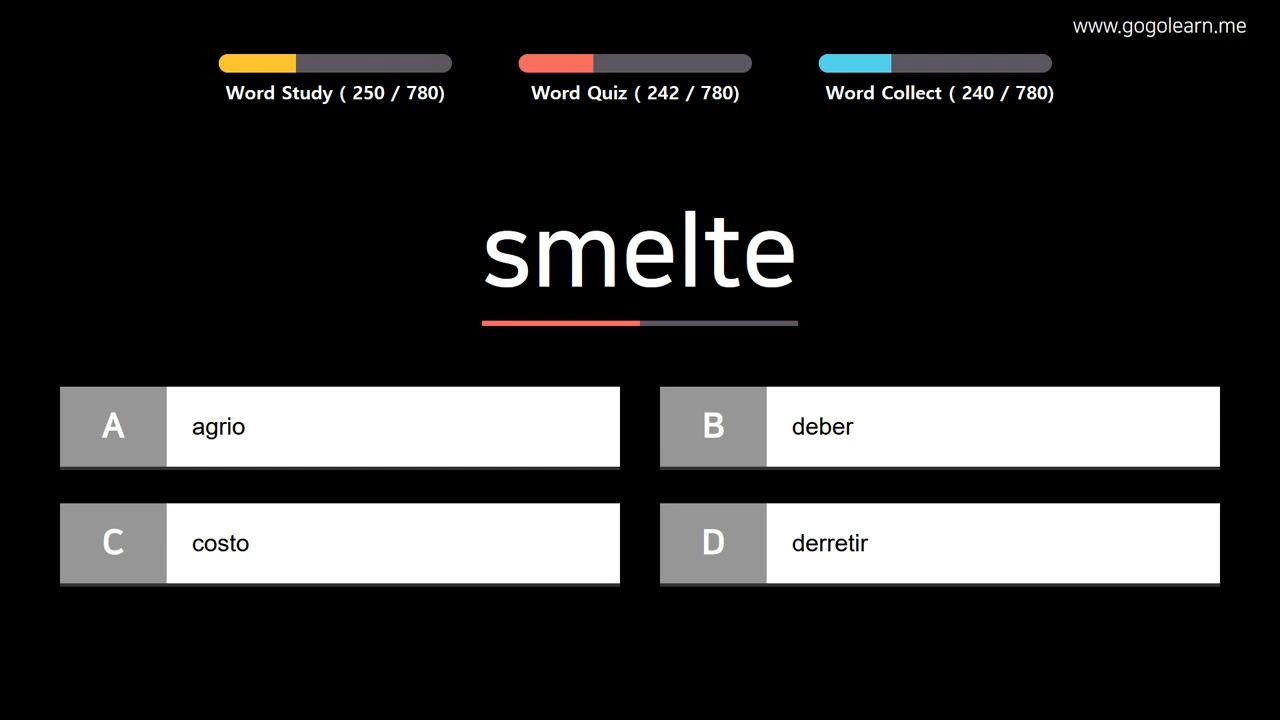 www.gogolearn.me
Word Study ( 250 / 780)
Word Quiz ( 242 / 780)
Word Collect ( 240 / 780)
smelte
A agrio
B deber
C costo
D derretir